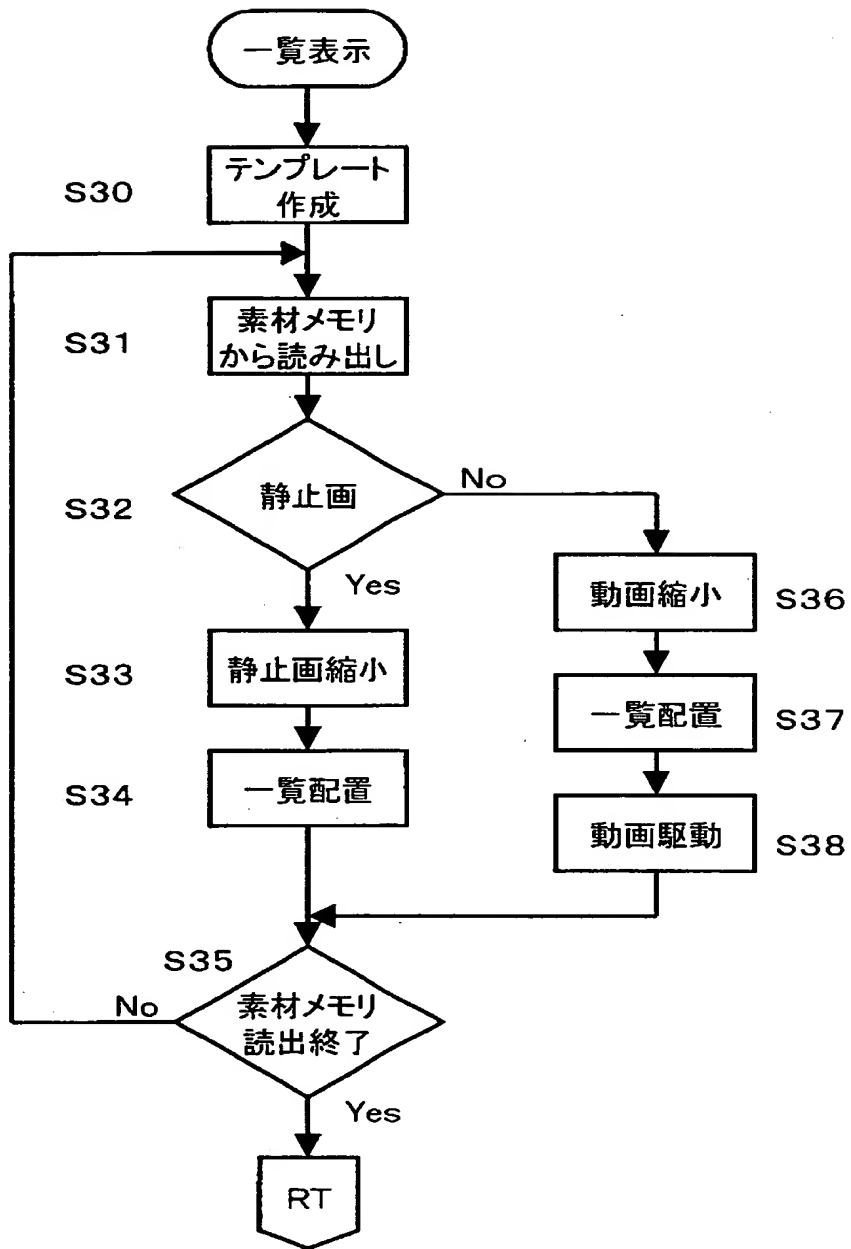 一覧表示
S30
テンプレート
作成
S31
素材メモリ
から読み出し
S32
静止画
No
Yes
動画縮小
S36
S33
静止画縮小
一覧配置
S37
S34
一覧配置
動画駆動
S38
S35
素材メモリ
読出終了
No
Yes
RT